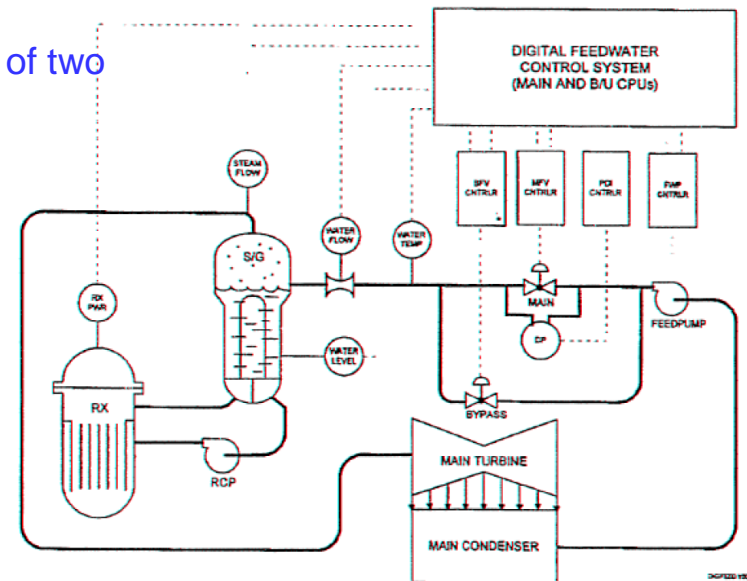 of two
DIGITAL FEEDWATER
CONTROL SYSTEM
(MAIN AND B/U CPUs)
STEAM
FLOW
BFV
CNTRLR
MFV
CNTRLR
PDI
CNTRLR
FWP
CNTRLR
WATER
FLOW
WATER
TEMP
S/G
RX
PWR
MAIN
FEEDPUMP
DP
WATER
LEVEL
RX
BYPASS
RCP
MAIN TURBINE
MAIN CONDENSER